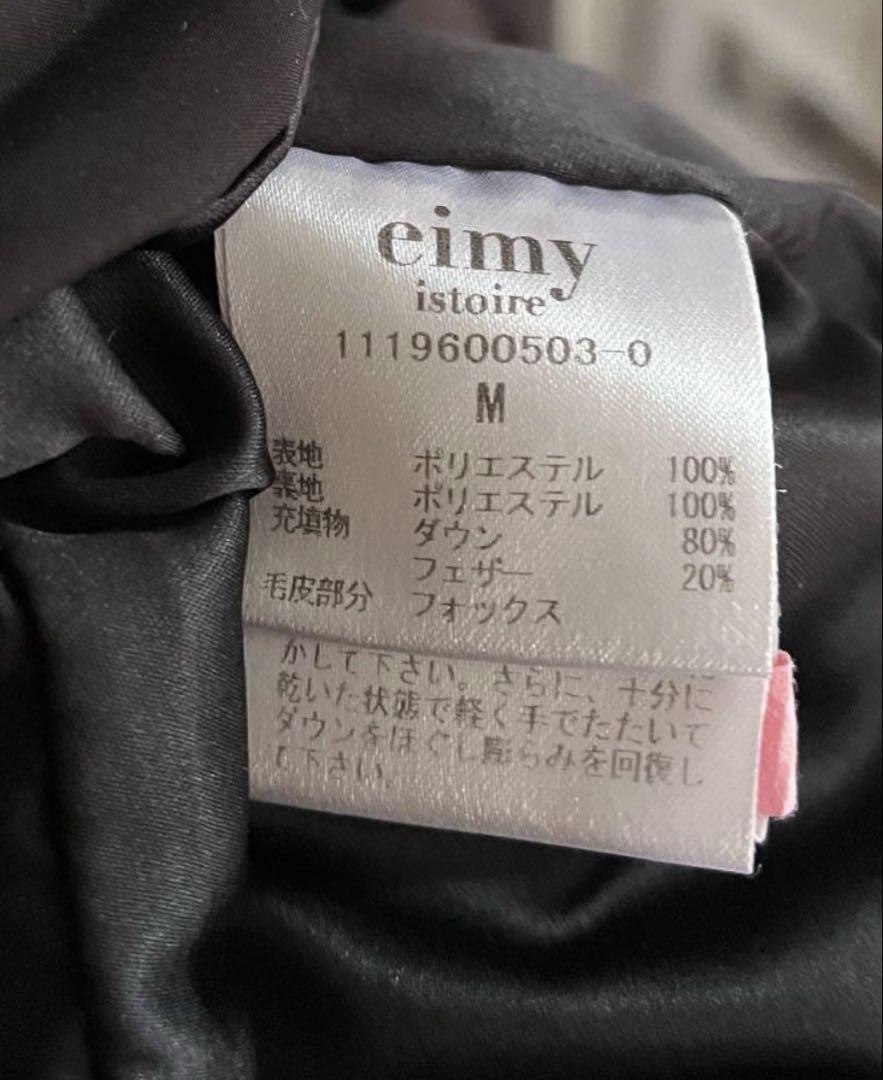 eimy
istoire
1119600503-0
M
表地 ポリエステル 100%
裏地 ポリエステル 100%
充填物 ダウン 80%
フェザー 20%
毛皮部分 フォックス
かして下さい。さらに、十分に
乾いた状態で軽く手でたたいて
ダウンをほぐし膨らみを回復し
て下さい。